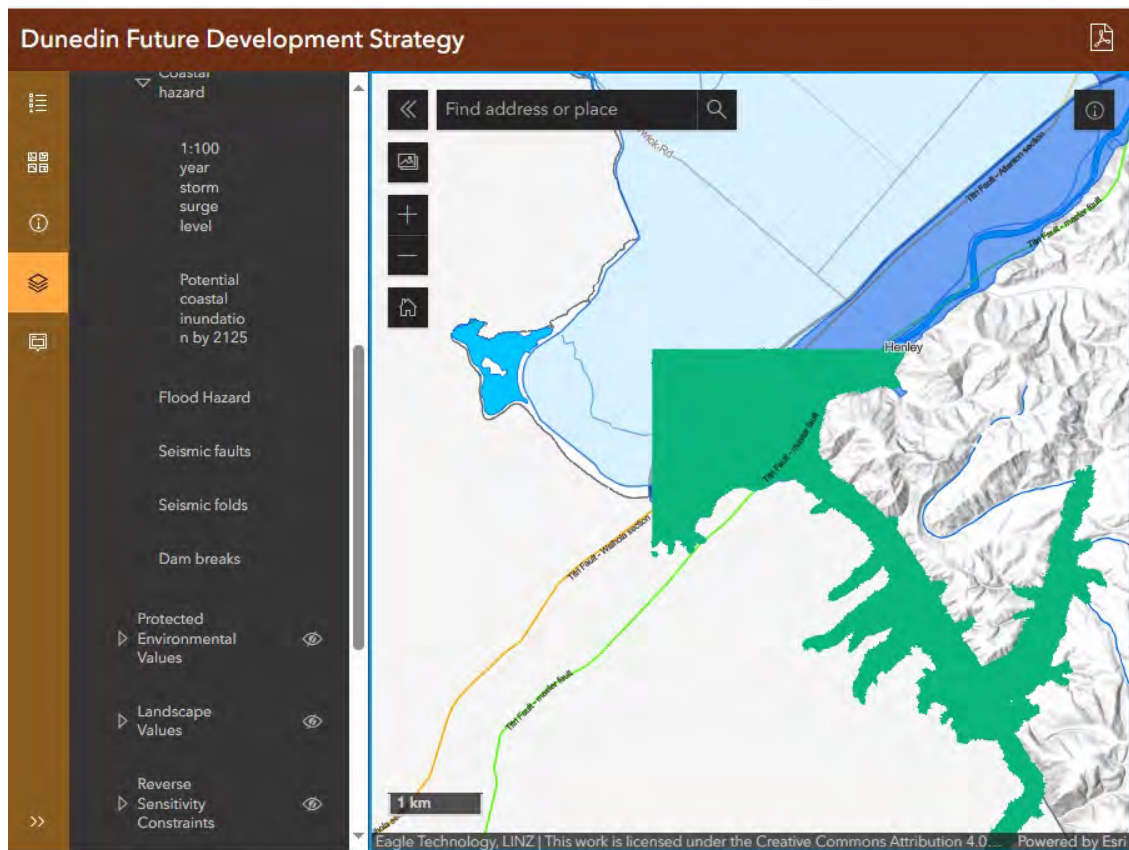 Dunedin Future Development Strategy
Coastal
hazard
1:100
year
storm
surge
level
Potential
coastal
inundatio
n by 2125
Flood Hazard
Seismic faults
Seismic folds
Dam breaks
Protected
Environmental
Values
Landscape
Values
Reverse
Sensitivity
Constraints
Find address or place
wick-Rd
Titri Fault - Allanton section
Titri Fault - master fault
Henley
Titri Fault - master fault
Titri Fault - Waihola section
Titri Fault - master fault
1 km
Eagle Technology, LINZ | This work is licensed under the Creative Commons Attribution 4.0... Powered by Esri